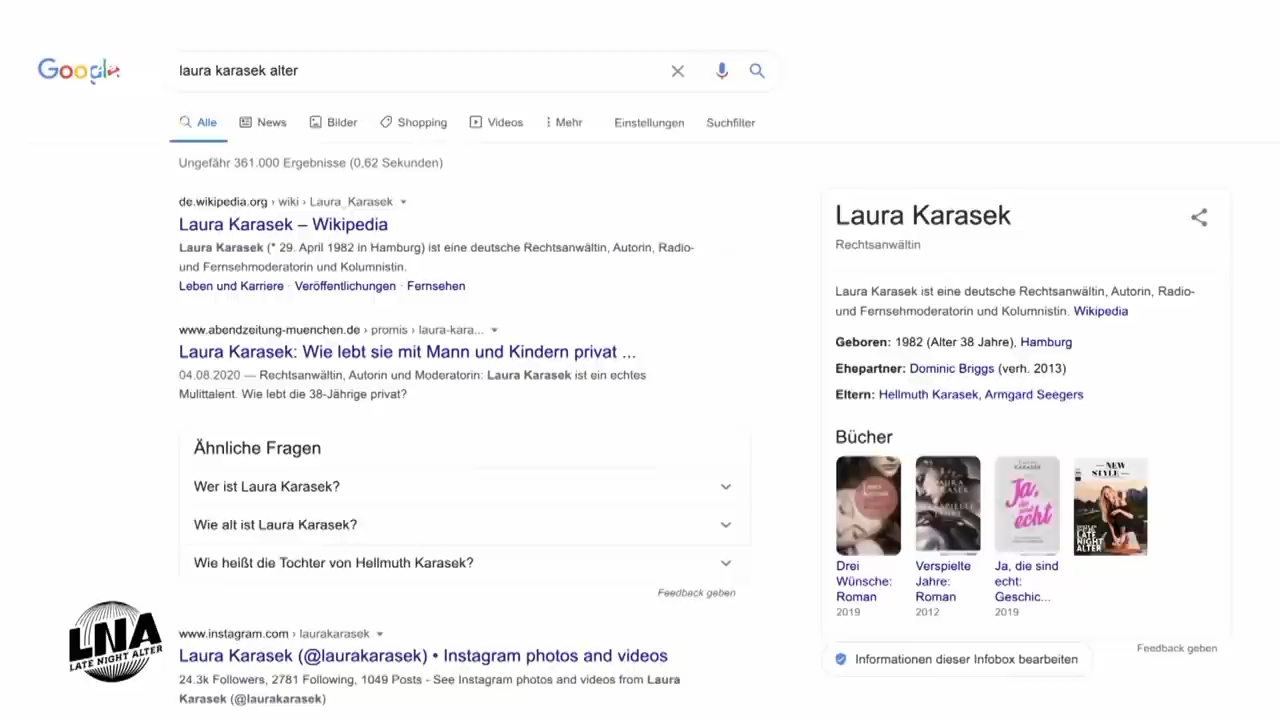 Google
laura karasek alter
Alle
News
Bilder
Shopping
Videos
Mehr
Einstellungen
Suchfilter
Ungefähr 361.000 Ergebnisse (0,62 Sekunden)
de.wikipedia.org › wiki › Laura_Karasek
Laura Karasek – Wikipedia
Laura Karasek (* 29. April 1982 in Hamburg) ist eine deutsche Rechtsanwältin, Autorin, Radio-
und Fernsehmoderatorin und Kolumnistin.
Leben und Karriere · Veröffentlichungen · Fernsehen
www.abendzeitung-muenchen.de › promis › laura-kara...
Laura Karasek: Wie lebt sie mit Mann und Kindern privat ...
04.08.2020 — Rechtsanwältin, Autorin und Moderatorin: Laura Karasek ist ein echtes
Mulittalent. Wie lebt die 38-Jährige privat?
Ähnliche Fragen
Wer ist Laura Karasek?
Wie alt ist Laura Karasek?
Wie heißt die Tochter von Hellmuth Karasek?
Feedback geben
www.instagram.com › laurakarasek
Laura Karasek (@laurakarasek) • Instagram photos and videos
24.3k Followers, 2781 Following, 1049 Posts - See Instagram photos and videos from Laura
Karasek (@laurakarasek)
LNA
LATE NIGHT ALTER
Laura Karasek
Rechtsanwältin
Laura Karasek ist eine deutsche Rechtsanwältin, Autorin, Radio-
und Fernsehmoderatorin und Kolumnistin. Wikipedia
Geboren: 1982 (Alter 38 Jahre), Hamburg
Ehepartner: Dominic Briggs (verh. 2013)
Eltern: Hellmuth Karasek, Armgard Seegers
Bücher
LAURA
KARASEK
KARASEK
Ja,
die sind
echt
NEW
STYLE
LATE
NIGHT
ALTER
Drei
Wünsche:
Roman
2019
Verspielte
Jahre:
Roman
2012
Ja, die sind
echt:
Geschic...
2019
Feedback geben
Informationen dieser Infobox bearbeiten